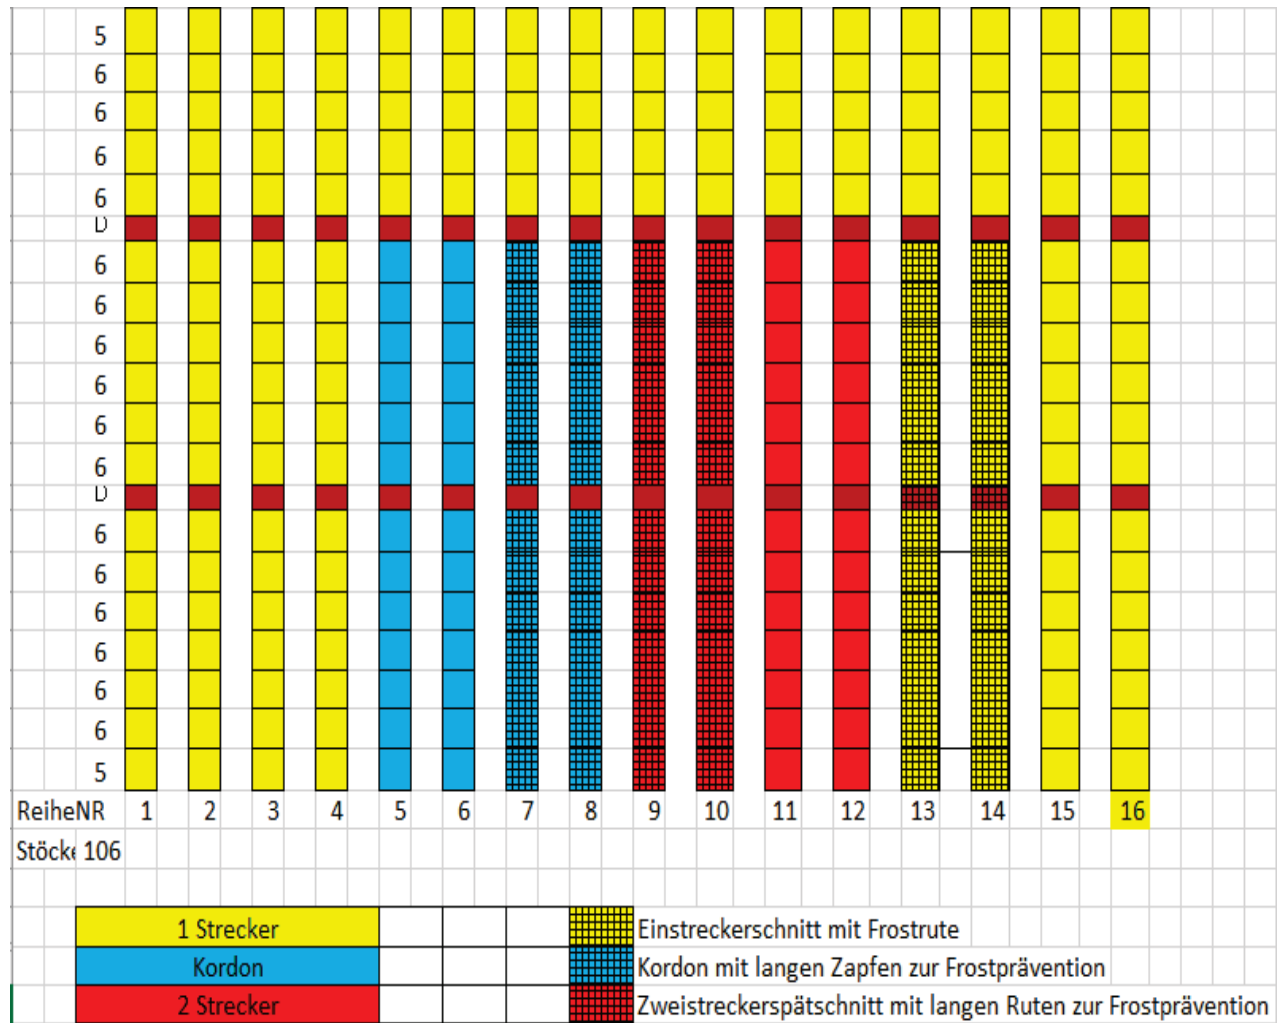 5
6
6
6
6
D
6
6
6
6
6
6
D
6
6
6
6
6
6
5
ReiheNR 1 2 3 4 5 6 7 8 9 10 11 12 13 14 15 16
Stöcke 106
1 Strecker Einstreckerschnitt mit Frostrute
Kordon Kordon mit langen Zapfen zur Frostprävention
2 Strecker Zweistreckerspätschnitt mit langen Ruten zur Frostprävention